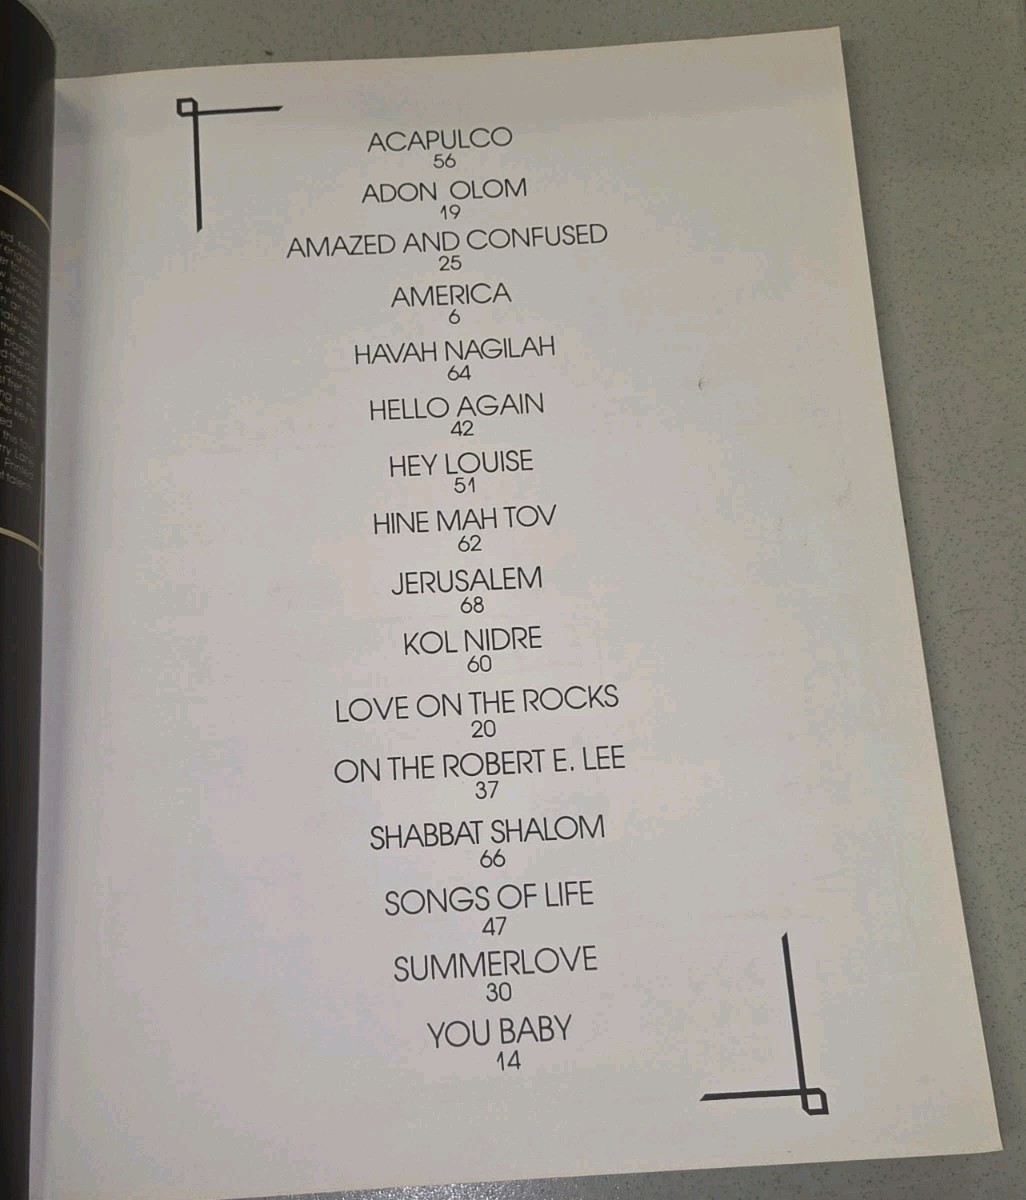 ACAPULCO
56
ADON OLOM
19
AMAZED AND CONFUSED
25
AMERICA
6
HAVAH NAGILAH
64
HELLO AGAIN
42
HEY LOUISE
51
HINE MAH TOV
62
JERUSALEM
68
KOL NIDRE
60
LOVE ON THE ROCKS
20
ON THE ROBERT E. LEE
37
SHABBAT SHALOM
66
SONGS OF LIFE
47
SUMMERLOVE
30
YOU BABY
14